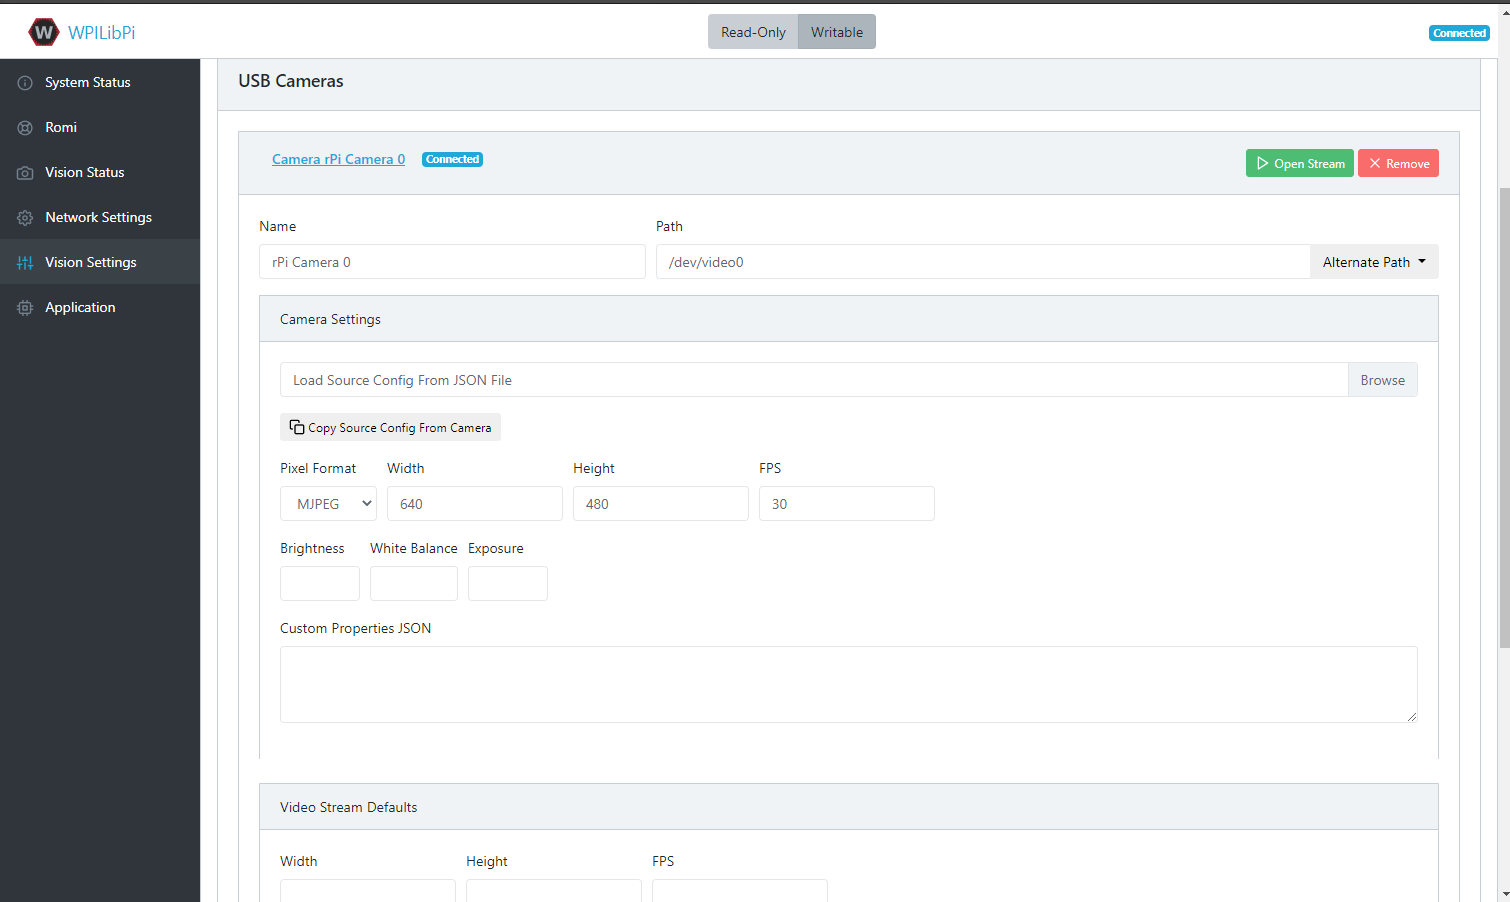 W WPILibPi
Read-Only Writable
Connected
System Status
Romi
Vision Status
Network Settings
Vision Settings
Application
USB Cameras
Camera rPi Camera 0 Connected
Open Stream Remove
Name Path
rPi Camera 0 /dev/video0 Alternate Path
Camera Settings
Load Source Config From JSON File Browse
Copy Source Config From Camera
Pixel Format Width Height FPS
MJPEG 640 480 30
Brightness White Balance Exposure
Custom Properties JSON
Video Stream Defaults
Width Height FPS